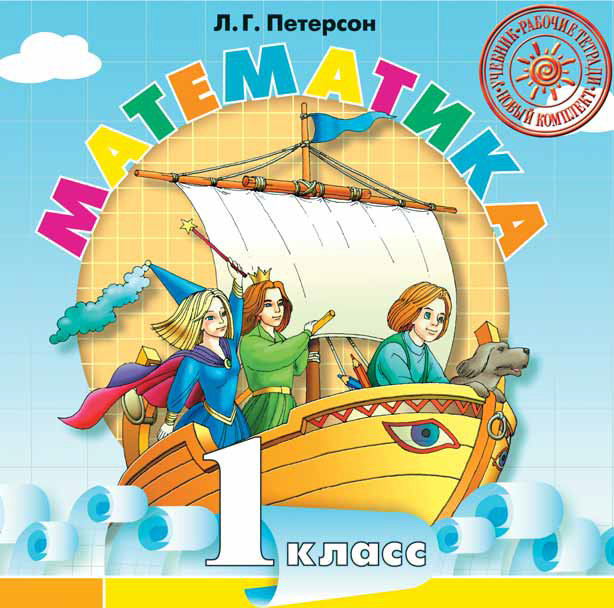 Л. Г. Петерсон
МАТЕМАТИКА
УЧЕБНИК • РАБОЧИЕ ТЕТРАДИ
• НОВЫЙ КОМПЛЕКТ •
1 класс